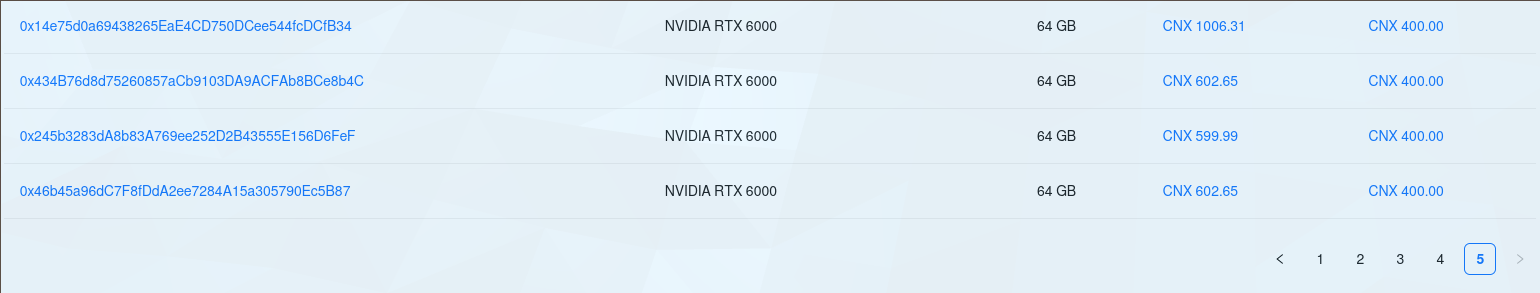 0x14e75d0a69438265EaE4CD750DCee544fcDCfB34 NVIDIA RTX 6000 64 GB CNX 1006.31 CNX 400.00
0x434B76d8d75260857aCb9103DA9ACFAb8BCe8b4C NVIDIA RTX 6000 64 GB CNX 602.65 CNX 400.00
0x245b3283dA8b83A769ee252D2B43555E156D6FeF NVIDIA RTX 6000 64 GB CNX 599.99 CNX 400.00
0x46b45a96dC7F8fDdA2ee7284A15a305790Ec5B87 NVIDIA RTX 6000 64 GB CNX 602.65 CNX 400.00
< 1 2 3 4 5 >